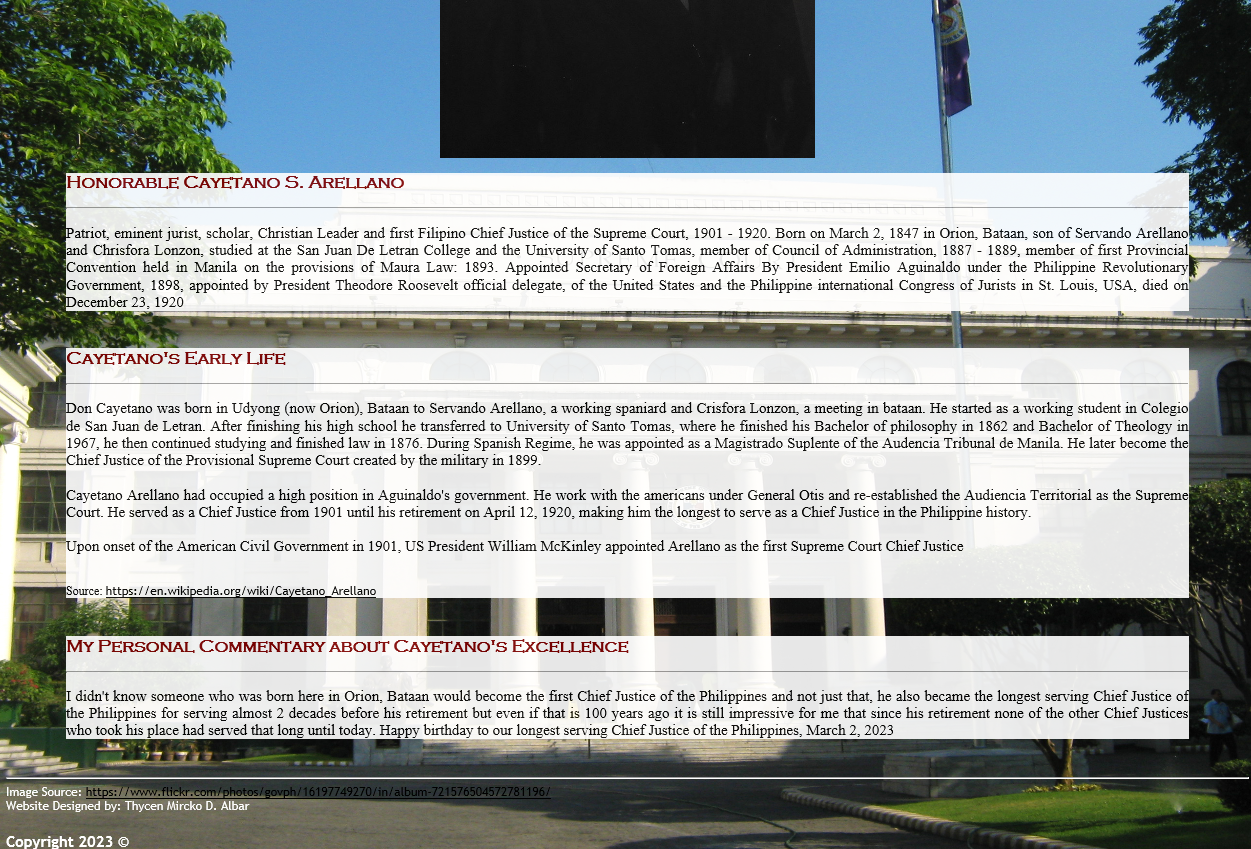 Honorable Cayetano S. Arellano
Patriot, eminent jurist, scholar, Christian Leader and first Filipino Chief Justice of the Supreme Court, 1901 - 1920. Born on March 2, 1847 in Orion, Bataan, son of Servando Arellano
and Chrisfora Lonzon, studied at the San Juan De Letran College and the University of Santo Tomas, member of Council of Administration, 1887 - 1889, member of first Provincial
Convention held in Manila on the provisions of Maura Law: 1893. Appointed Secretary of Foreign Affairs By President Emilio Aguinaldo under the Philippine Revolutionary
Government, 1898, appointed by President Theodore Roosevelt official delegate, of the United States and the Philippine international Congress of Jurists in St. Louis, USA, died on
December 23, 1920
Cayetano's Early Life
Don Cayetano was born in Udyong (now Orion), Bataan to Servando Arellano, a working spaniard and Crisfora Lonzon, a meeting in bataan. He started as a working student in Colegio
de San Juan de Letran. After finishing his high school he transferred to University of Santo Tomas, where he finished his Bachelor of philosophy in 1862 and Bachelor of Theology in
1967, he then continued studying and finished law in 1876. During Spanish Regime, he was appointed as a Magistrado Suplente of the Audencia Tribunal de Manila. He later become the
Chief Justice of the Provisional Supreme Court created by the military in 1899.
Cayetano Arellano had occupied a high position in Aguinaldo's government. He work with the americans under General Otis and re-established the Audiencia Territorial as the Supreme
Court. He served as a Chief Justice from 1901 until his retirement on April 12, 1920, making him the longest to serve as a Chief Justice in the Philippine history.
Upon onset of the American Civil Government in 1901, US President William McKinley appointed Arellano as the first Supreme Court Chief Justice
Source: https://en.wikipedia.org/wiki/Cayetano_Arellano
My Personal Commentary about Cayetano's Excellence
I didn't know someone who was born here in Orion, Bataan would become the first Chief Justice of the Philippines and not just that, he also became the longest serving Chief Justice of
the Philippines for serving almost 2 decades before his retirement but even if that is 100 years ago it is still impressive for me that since his retirement none of the other Chief Justices
who took his place had served that long until today. Happy birthday to our longest serving Chief Justice of the Philippines, March 2, 2023
Image Source: https://www.flickr.com/photos/govph/16197749270/in/album-721576504572781196/
Website Designed by: Thycen Mircko D. Albar
Copyright 2023 ©